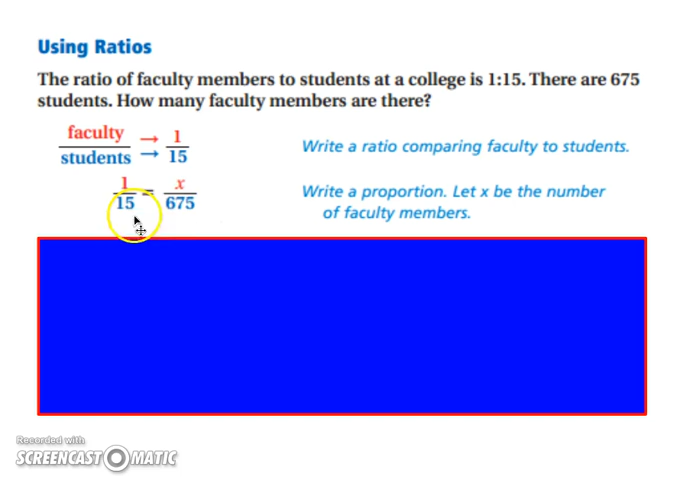 Using Ratios
The ratio of faculty members to students at a college is 1:15. There are 675
students. How many faculty members are there?
faculty → 1
students → 15
Write a ratio comparing faculty to students.
1/15 = x/675
Write a proportion. Let x be the number
of faculty members.
Recorded with
SCREENCAST O MATIC